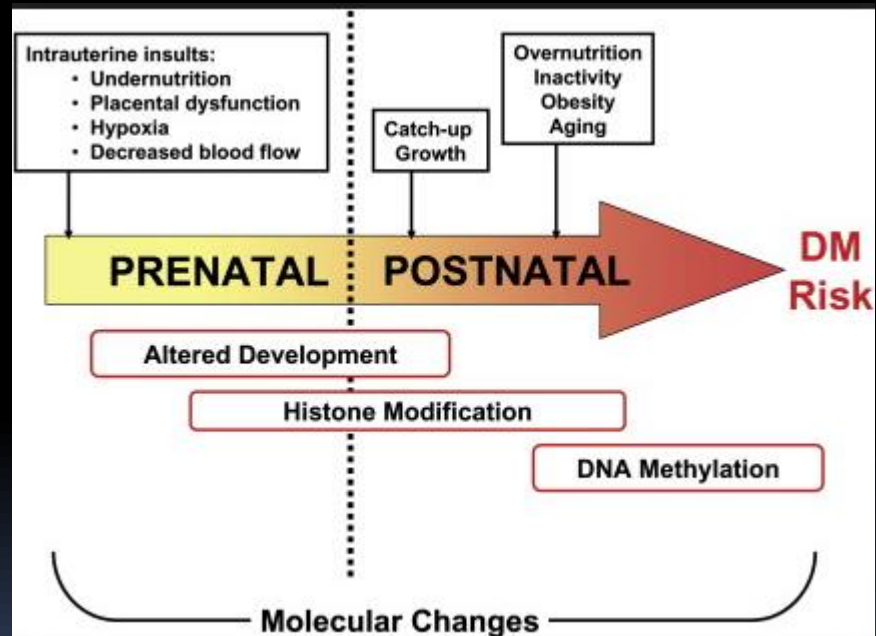 Intrauterine insults:
• Undernutrition
• Placental dysfunction
• Hypoxia
• Decreased blood flow
Catch-up
Growth
Overnutrition
Inactivity
Obesity
Aging
PRENATAL
POSTNATAL
DM
Risk
Altered Development
Histone Modification
DNA Methylation
Molecular Changes